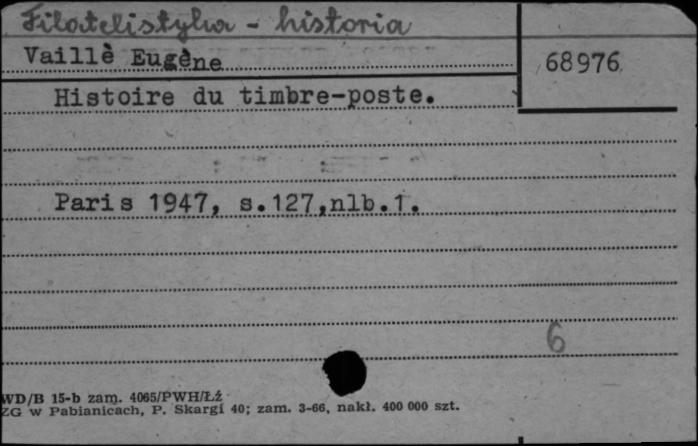 Filatelistyka - historia
Vaillè Eugène
68976
Histoire du timbre-poste.
Paris 1947, s.127,nlb.1.
6
WD/B 15-b zam. 4065/PWH/Łź
ZG w Pabianicach, P. Skargi 40; zam. 3-66, nakł. 400 000 szt.